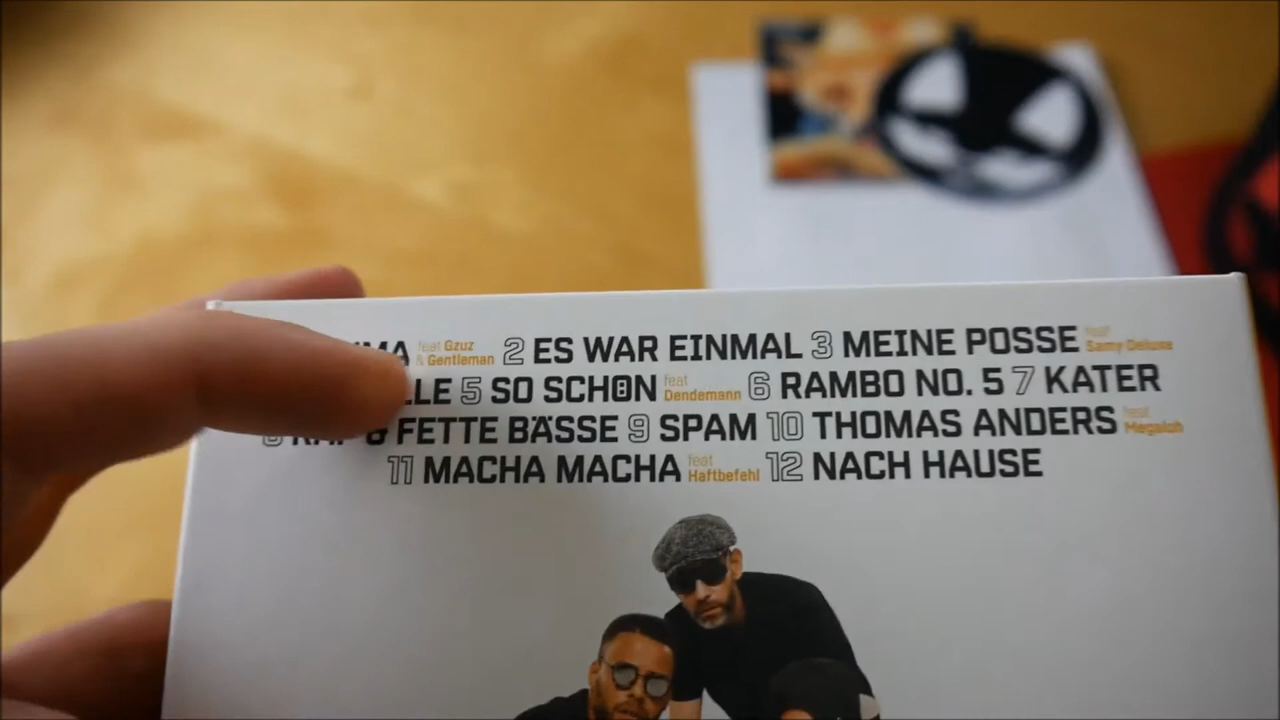 MA feat Gzuz & Gentleman 2 ES WAR EINMAL 3 MEINE POSSE feat Samy Deluxe
LLE 5 SO SCHÖN feat Dendemann 6 RAMBO NO. 5 7 KATER
& FETTE BÄSSE 9 SPAM 10 THOMAS ANDERS feat Megaloh
11 MACHA MACHA feat Haftbefehl 12 NACH HAUSE